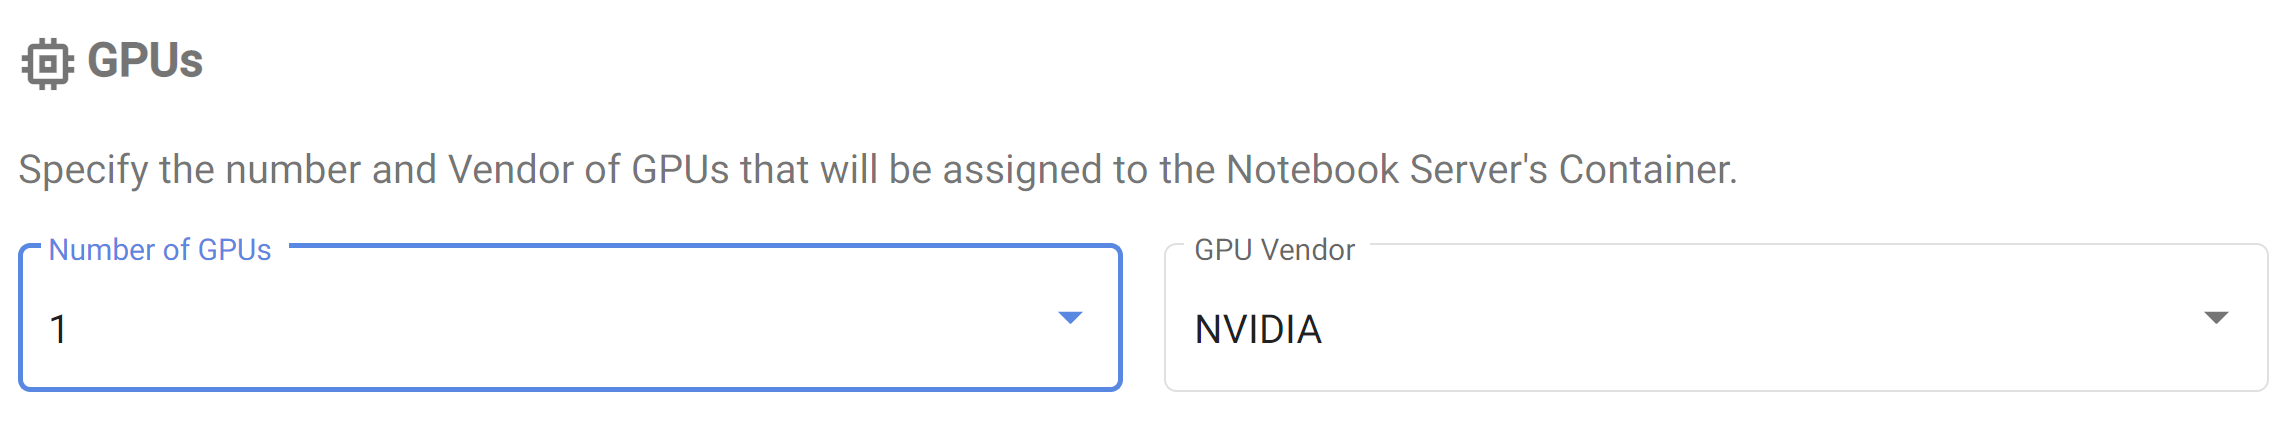 GPUs
Specify the number and Vendor of GPUs that will be assigned to the Notebook Server's Container.
Number of GPUs
1
GPU Vendor
NVIDIA